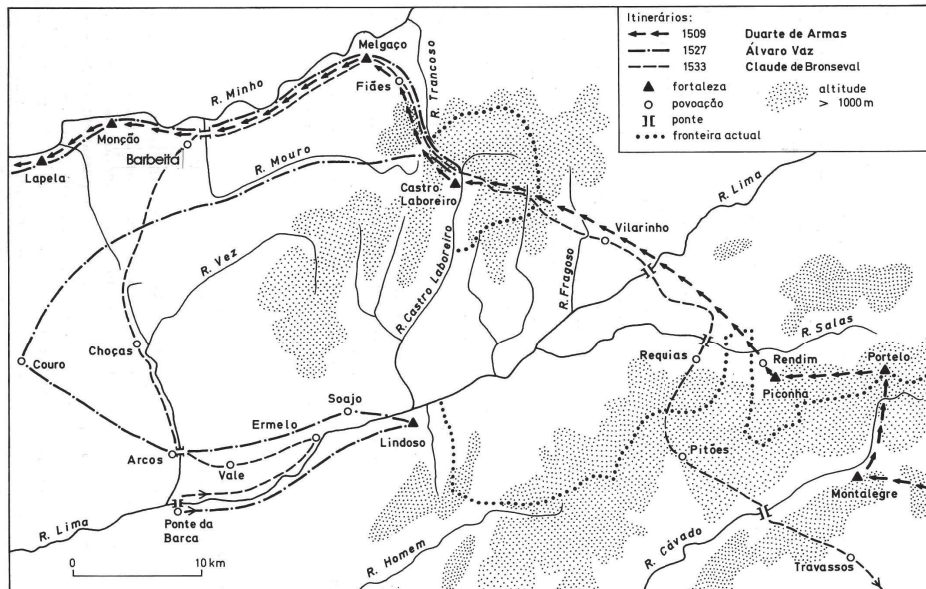 Itinerários:
1509 Duarte de Armas
1527 Álvaro Vaz
1533 Claude de Bronseval
fortaleza
povoação
ponte
fronteira actual
altitude
> 1000 m
Melgaço
Fiães
R. Trancoso
R. Minho
Monção
Barbeita
Lapela
R. Mouro
Castro
Laboreiro
R. Lima
Vilarinho
R. Vez
R. Castro Laboreiro
R. Fragoso
R. Salas
Choças
Couro
Requias
Rendim
Portelo
Piconha
Soajo
Ermelo
Lindoso
Arcos
Vale
Pitões
Montalegre
Ponte da
Barca
R. Lima
R. Homem
R. Cávado
Travassos
0 10 km